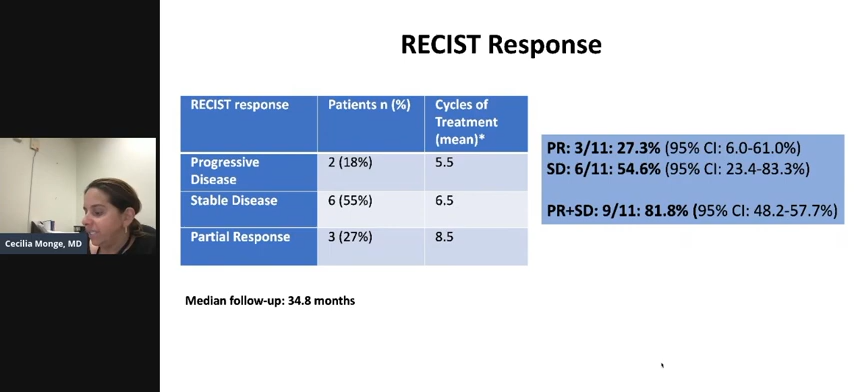 RECIST Response
RECIST response Patients n (%) Cycles of
Treatment
(mean)*
Progressive 2 (18%) 5.5
Disease
Stable Disease 6 (55%) 6.5
Partial Response 3 (27%) 8.5
PR: 3/11: 27.3% (95% CI: 6.0-61.0%)
SD: 6/11: 54.6% (95% CI: 23.4-83.3%)
PR+SD: 9/11: 81.8% (95% CI: 48.2-57.7%)
Cecilia Monge, MD
Median follow-up: 34.8 months